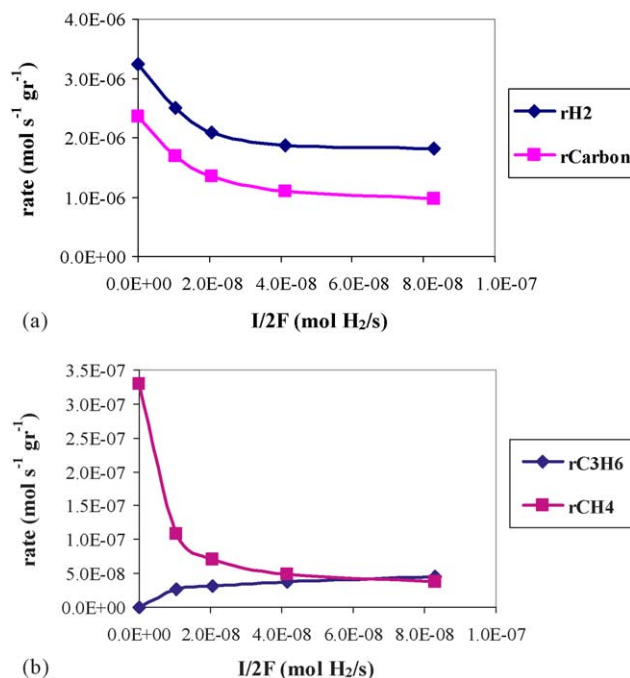 4.0E-06
3.0E-06
2.0E-06
1.0E-06
0.0E+00
rate (mol s⁻¹ gr⁻¹)
0.0E+00 2.0E-08 4.0E-08 6.0E-08 8.0E-08 1.0E-07
I/2F (mol H₂/s)
rH2
rCarbon
(a)
3.5E-07
3.0E-07
2.5E-07
2.0E-07
1.5E-07
1.0E-07
5.0E-08
0.0E+00
rate (mol s⁻¹ gr⁻¹)
0.0E+00 2.0E-08 4.0E-08 6.0E-08 8.0E-08 1.0E-07
I/2F (mol H₂/s)
rC3H6
rCH4
(b)